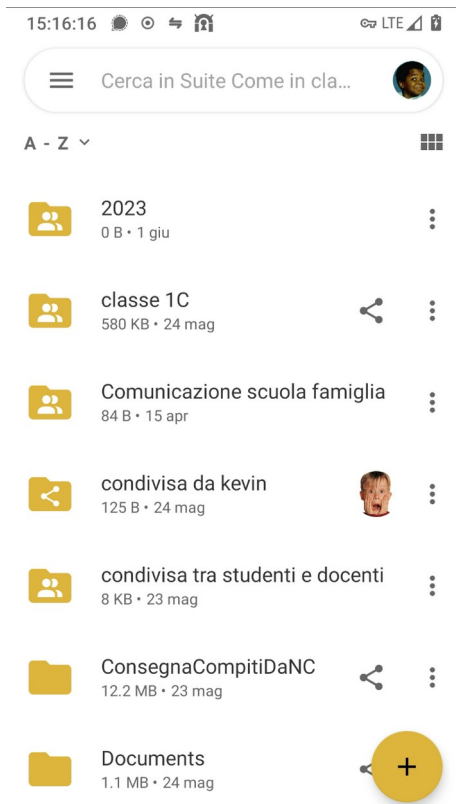 15:16:16
LTE
Cerca in Suite Come in cla...
A - Z
2023
0 B • 1 giu
classe 1C
580 KB • 24 mag
Comunicazione scuola famiglia
84 B • 15 apr
condivisa da kevin
125 B • 24 mag
condivisa tra studenti e docenti
8 KB • 23 mag
ConsegnaCompitiDaNC
12.2 MB • 23 mag
Documents
1.1 MB • 24 mag